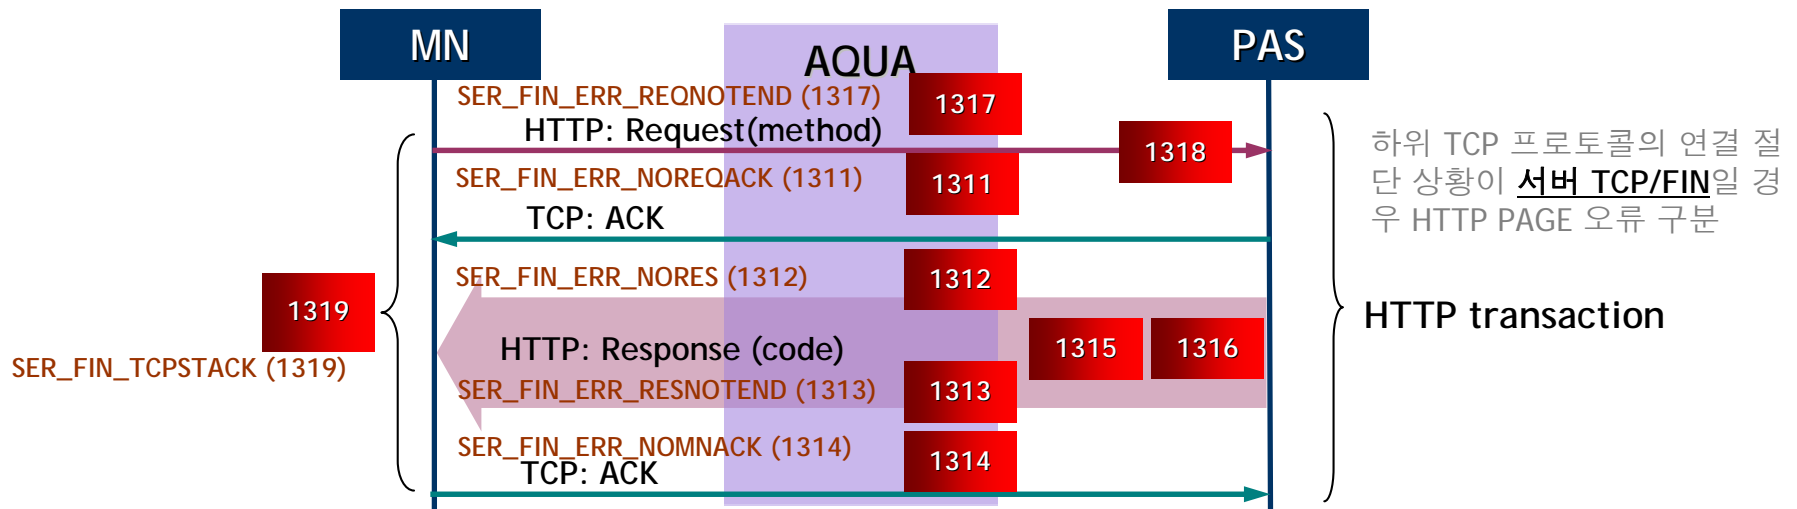 MN
AQUA
PAS
SER_FIN_ERR_REQNOTEND (1317)
1317
HTTP: Request(method)
1318
SER_FIN_ERR_NOREQACK (1311)
1311
TCP: ACK
하위 TCP 프로토콜의 연결 절
단 상황이 서버 TCP/FIN일 경
우 HTTP PAGE 오류 구분
SER_FIN_ERR_NORES (1312)
1312
1319
SER_FIN_TCPSTACK (1319)
HTTP: Response (code)
1315
1316
HTTP transaction
SER_FIN_ERR_RESNOTEND (1313)
1313
SER_FIN_ERR_NOMNACK (1314)
1314
TCP: ACK